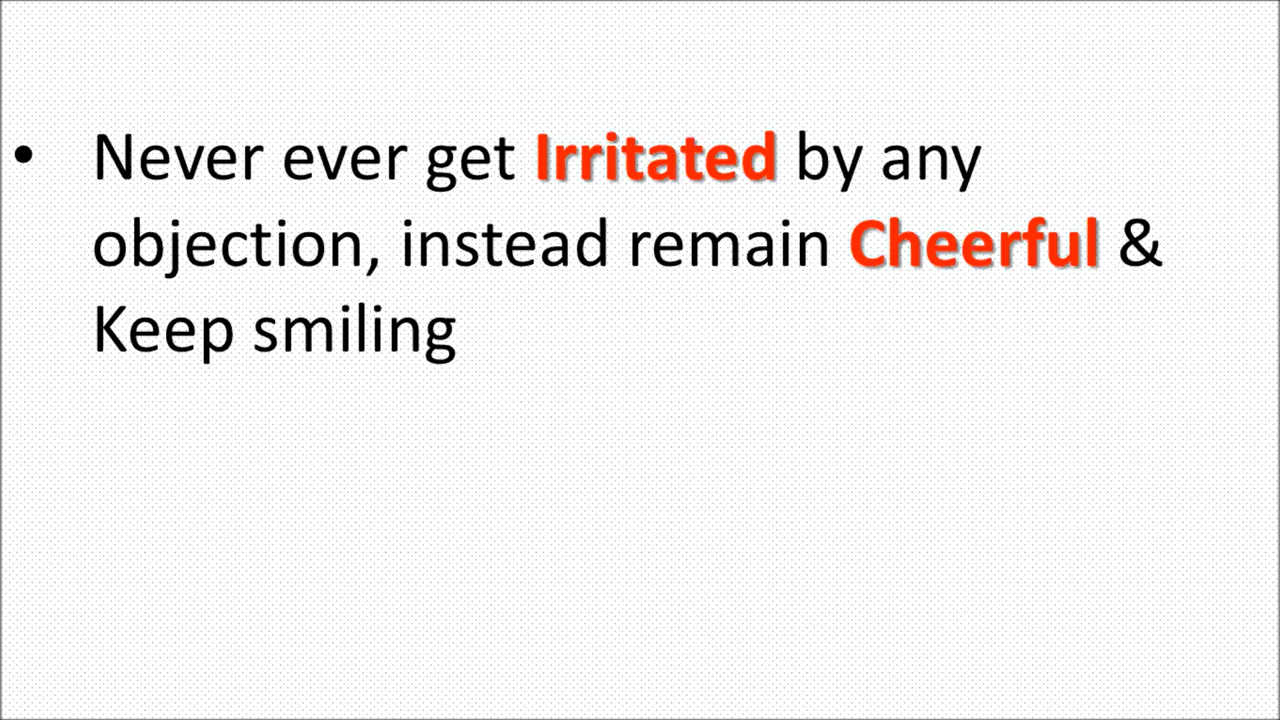 • Never ever get Irritated by any
objection, instead remain Cheerful &
Keep smiling